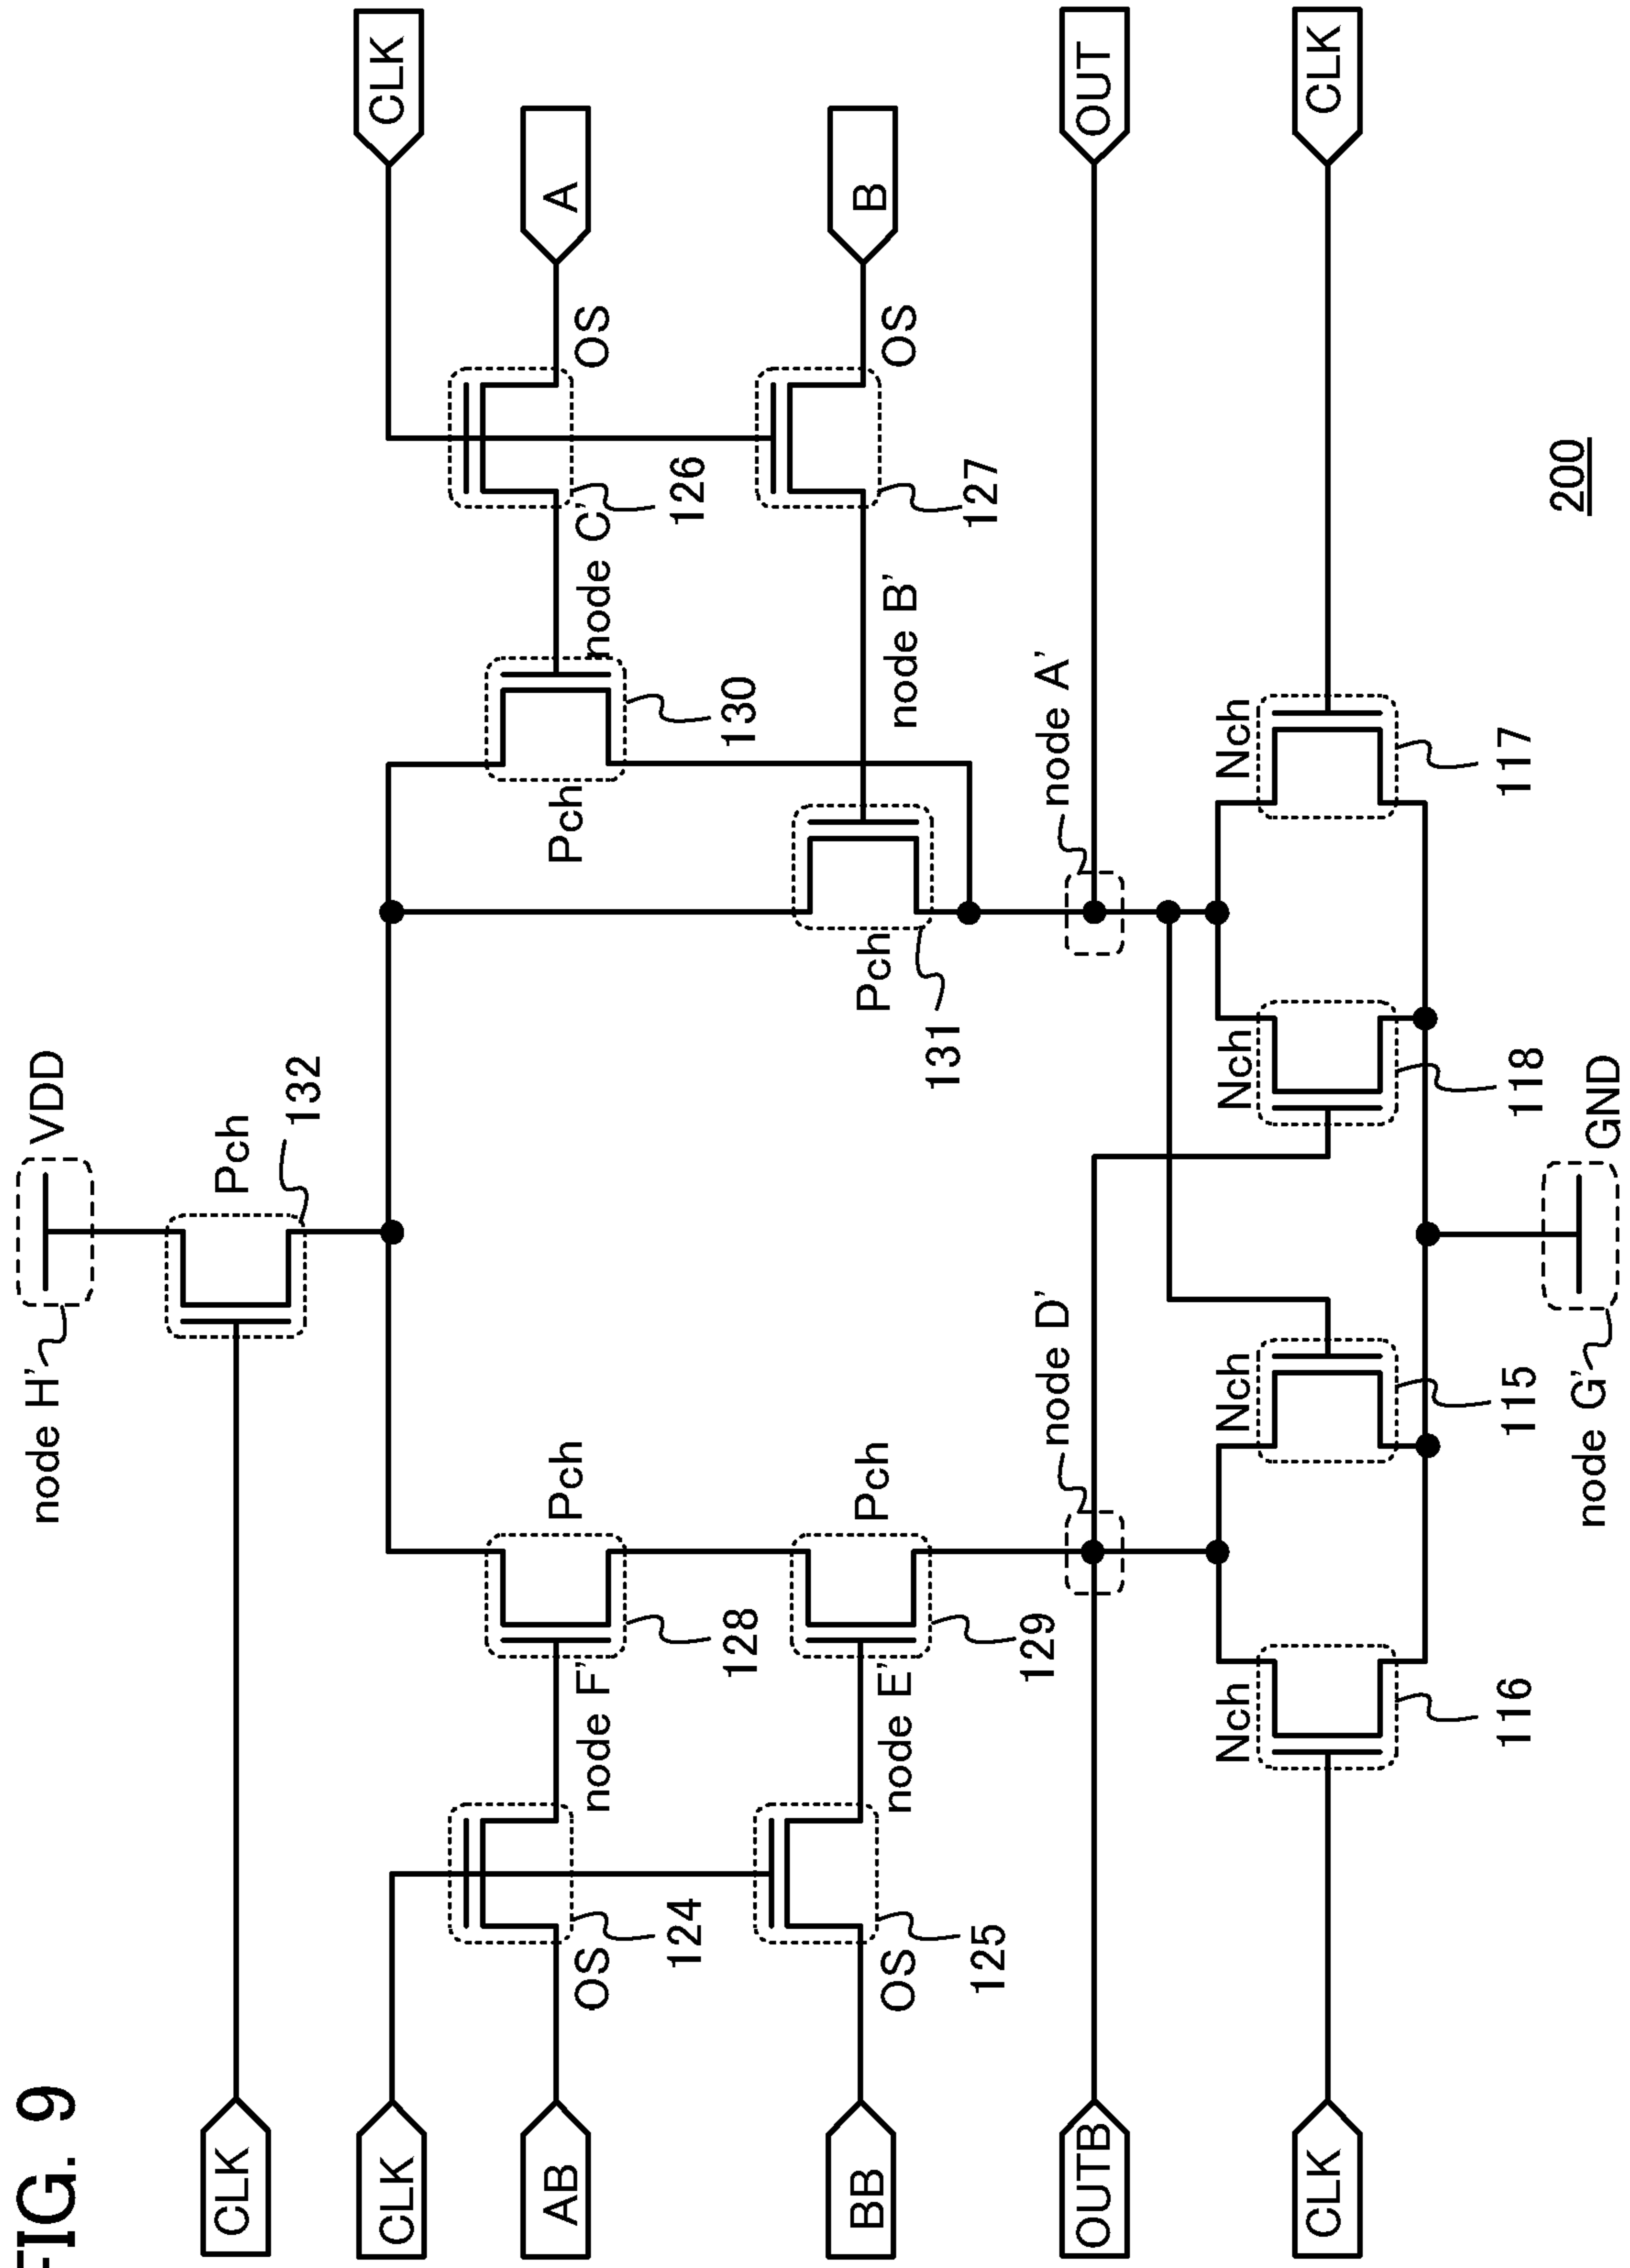 FIG. 9
node H'
VDD
CLK
Pch
132
CLK
CLK
AB
OS
124
node F'
128
Pch
Pch
130
node C'
126
OS
A
BB
OS
125
node E'
129
Pch
Pch
131
node B'
127
OS
B
OUTB
node D'
node A'
OUT
CLK
Nch
116
Nch
115
Nch
118
Nch
117
CLK
node G'
GND
200